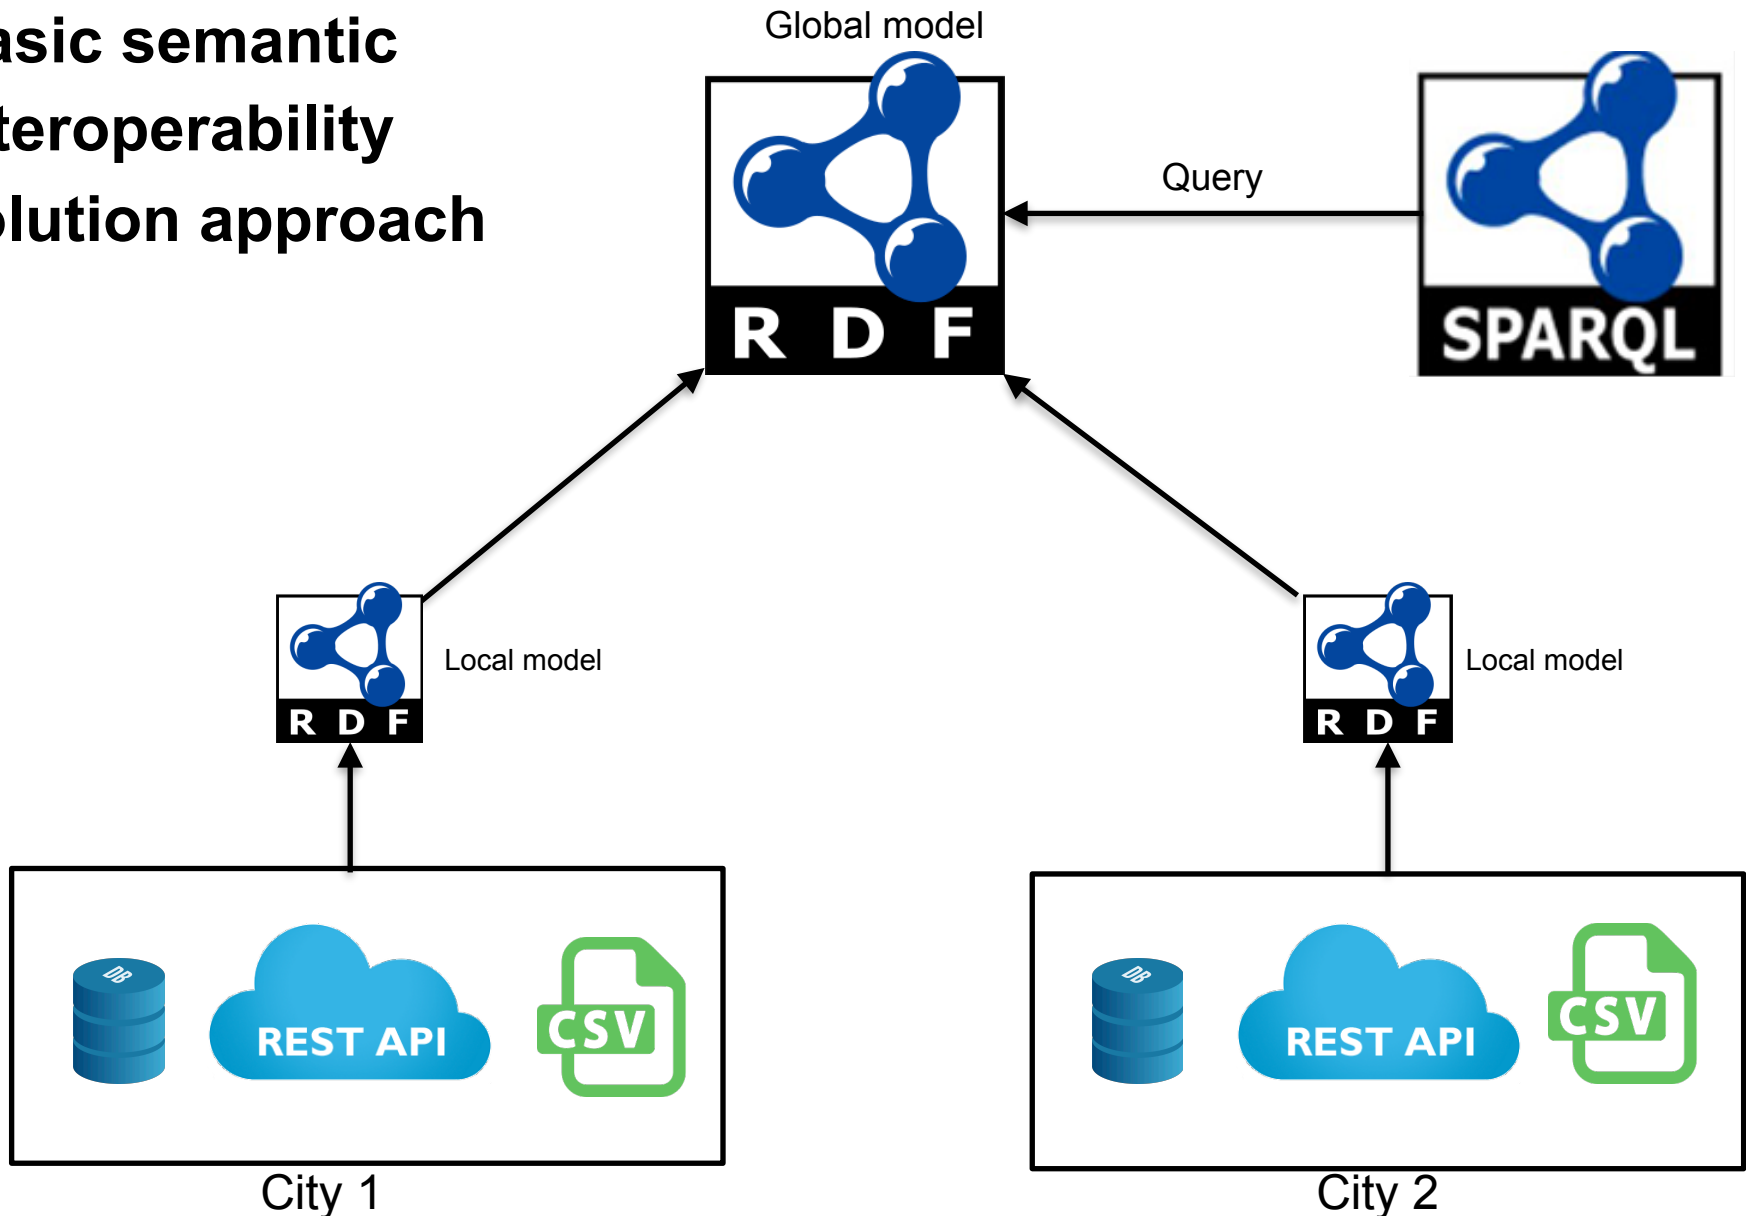 asic semantic
teroperability
olution approach
Global model
R D F
Query
SPARQL
R D F
Local model
R D F
Local model
DB
REST API
CSV
DB
REST API
CSV
City 1
City 2